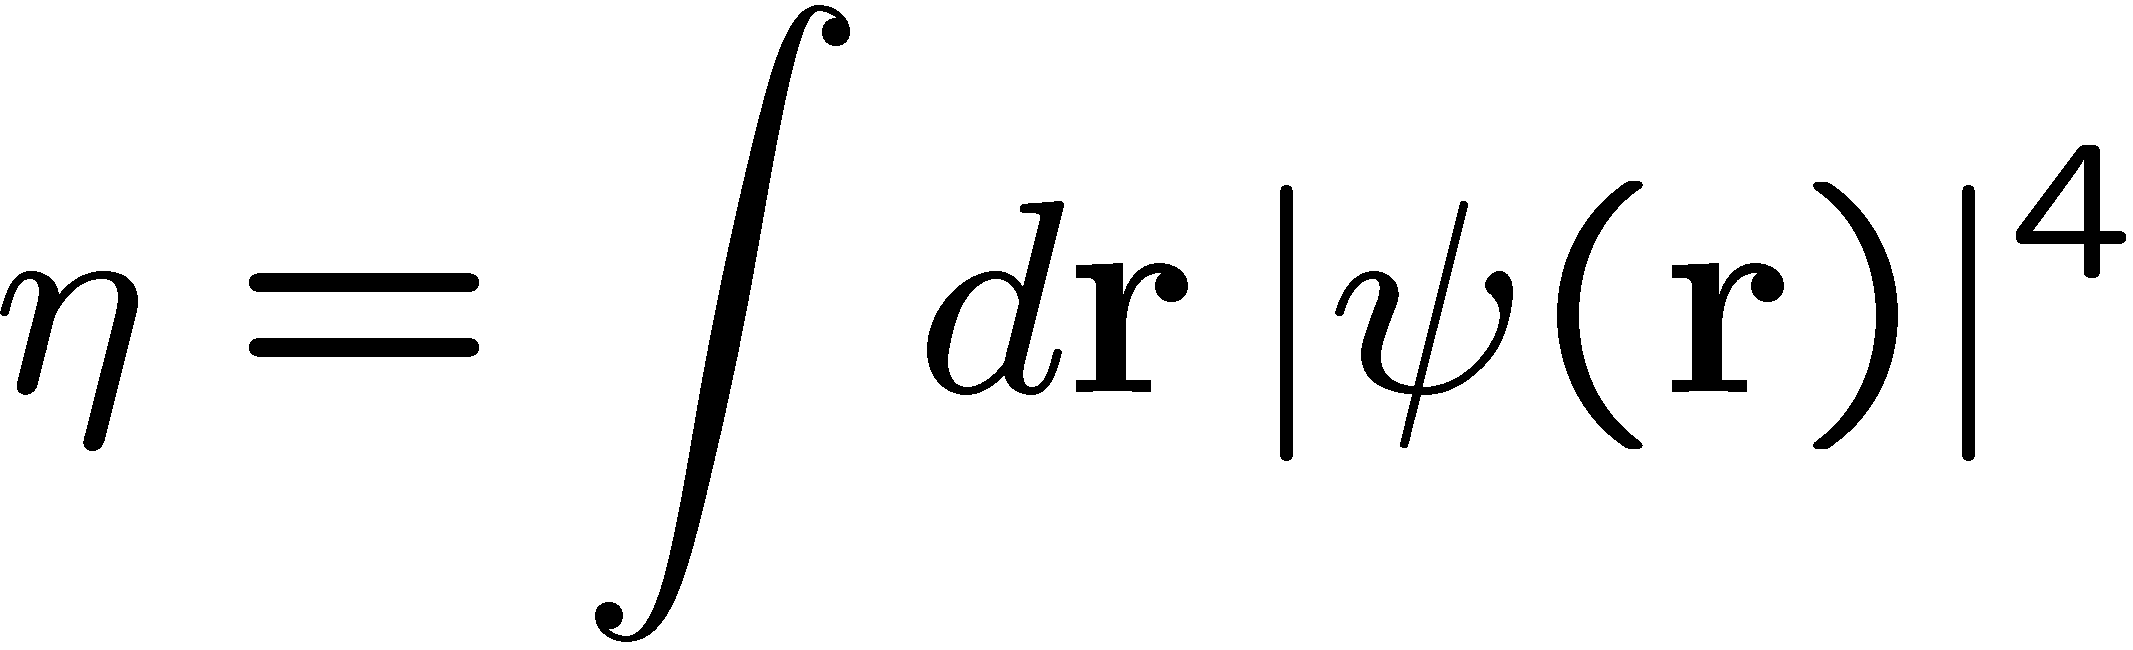 η = ∫ d𝐫 |ψ(𝐫)|⁴